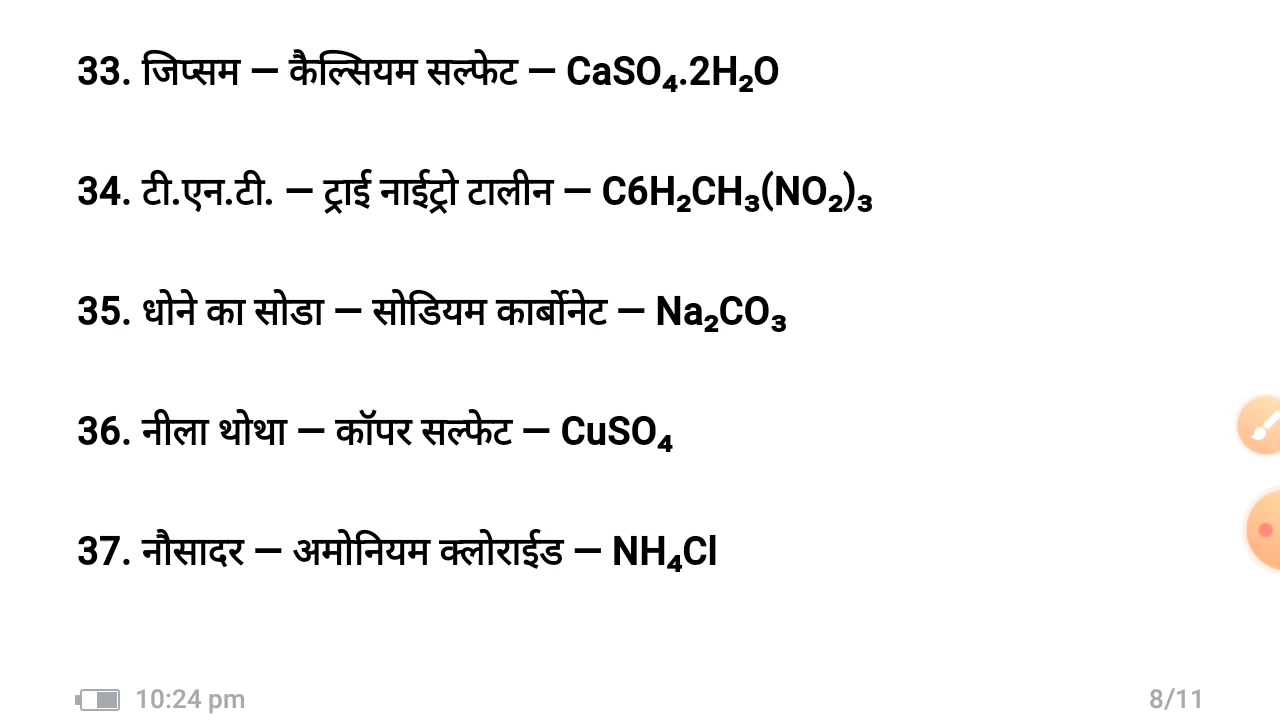 33. जिप्सम — कैल्सियम सल्फेट — CaSO₄.2H₂O
34. टी.एन.टी. — ट्राई नाईट्रो टालीन — C6H₂CH₃(NO₂)₃
35. धोने का सोडा — सोडियम कार्बोनेट — Na₂CO₃
36. नीला थोथा — कॉपर सल्फेट — CuSO₄
37. नौसादर — अमोनियम क्लोराईड — NH₄Cl
10:24 pm 8/11